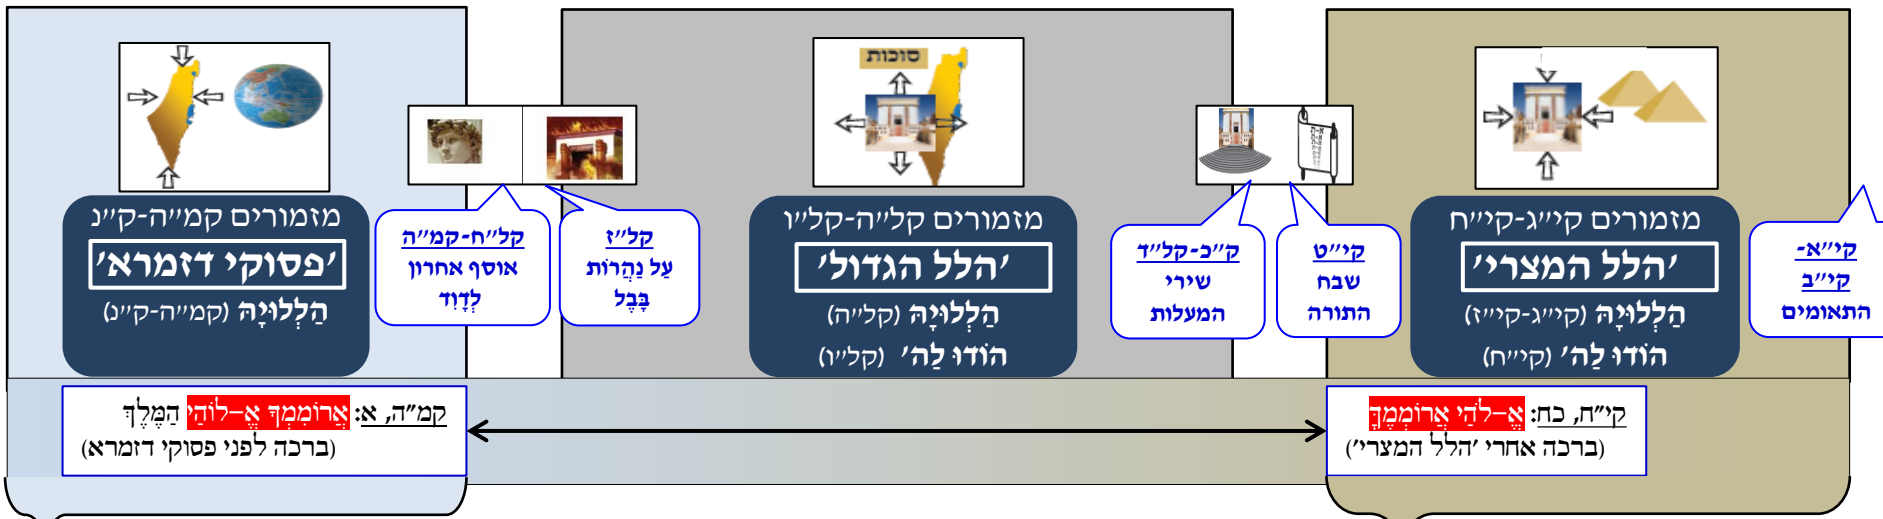 סוכות
קי״א-
קי״ב
התאומים
מזמורים קי״ג-קי״ח
'הלל המצרי'
הַלְלוּיָהּ (קי״ג-קי״ז)
הוֹדוּ לַה' (קי״ח)
קי״ט
שבח
התורה
ק״כ-קל״ד
שירי
המעלות
מזמורים קל״ה-קל״ו
'הלל הגדול'
הַלְלוּיָהּ (קל״ה)
הוֹדוּ לַה' (קל״ו)
קל״ז
עַל נַהֲרוֹת
בָּבֶל
קל״ח-קמ״ה
אוסף אחרון
לְדָוִד
מזמורים קמ״ה-ק״נ
'פסוקי דזמרא'
הַלְלוּיָהּ (קמ״ה-ק״נ)
קי״ח, כח: אֱ–לֹהַי אֲרוֹמְמֶךָּ
(ברכה אחרי 'הלל המצרי')
קמ״ה, א: אֲרוֹמִמְךָ אֱ–לוֹהַי הַמֶּלֶךְ
(ברכה לפני פסוקי דזמרא)